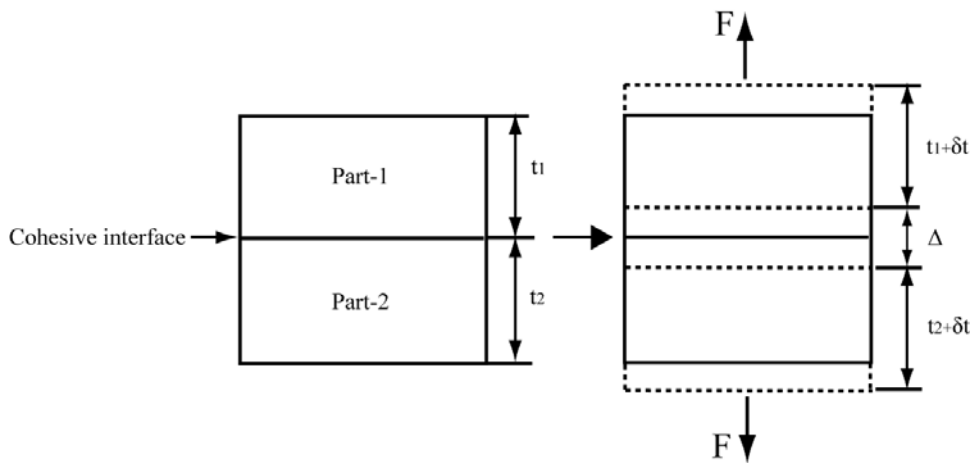 F
Part-1
t1
t1+δt
Cohesive interface
Δ
Part-2
t2
t2+δt
F